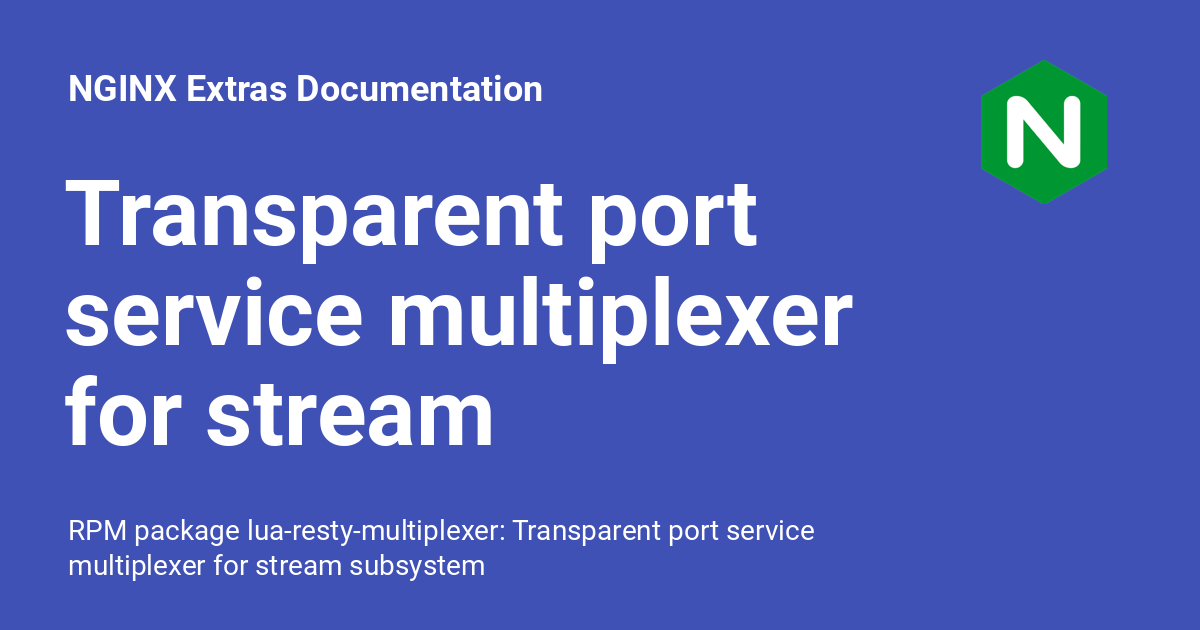 NGINX Extras Documentation
N
Transparent port
service multiplexer
for stream
RPM package lua-resty-multiplexer: Transparent port service
multiplexer for stream subsystem